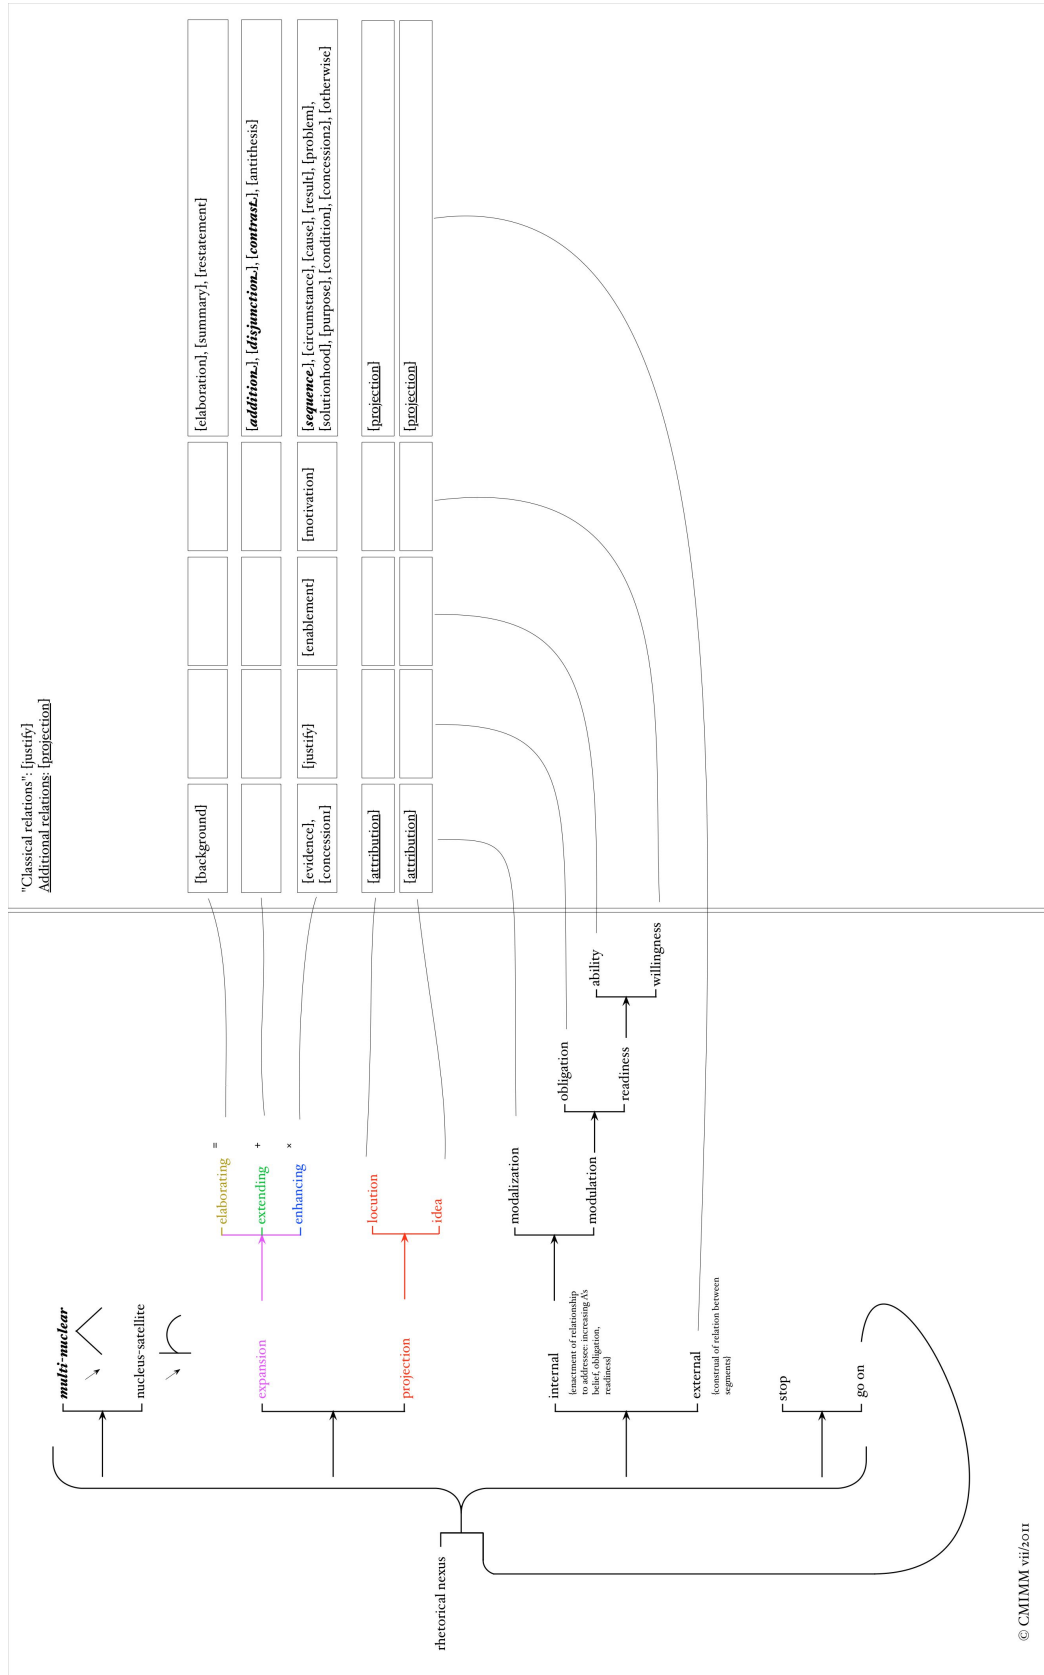 "Classical relations": [justify]
Additional relations: [projection]
[background]
[elaboration], [summary], [restatement]
[addition], [disjunction], [contrast], [antithesis]
[evidence],
[concession1]
[justify]
[enablement]
[motivation]
[sequence], [circumstance], [cause], [result], [problem],
[solutionhood], [purpose], [condition], [concession2], [otherwise]
[attribution]
[projection]
[attribution]
[projection]
rhetorical nexus
multi-nuclear
nucleus-satellite
expansion
elaborating =
extending +
enhancing ×
projection
locution
idea
internal
[enactment of relationship
to addressee: increasing A's
belief, obligation,
readiness]
modalization
modulation
obligation
readiness
ability
willingness
external
[construal of relation between
segments]
stop
go on
© CMIMM vii/2011